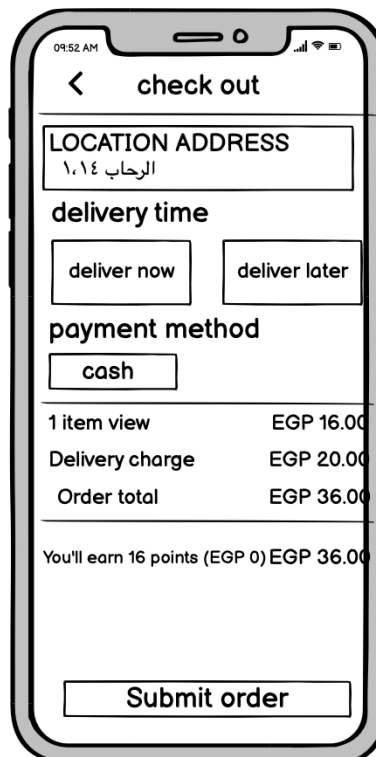 09:52 AM
check out
LOCATION ADDRESS
الرحاب ١،١٤
delivery time
deliver now deliver later
payment method
cash
1 item view EGP 16.00
Delivery charge EGP 20.00
Order total EGP 36.00
You'll earn 16 points (EGP 0) EGP 36.00
Submit order